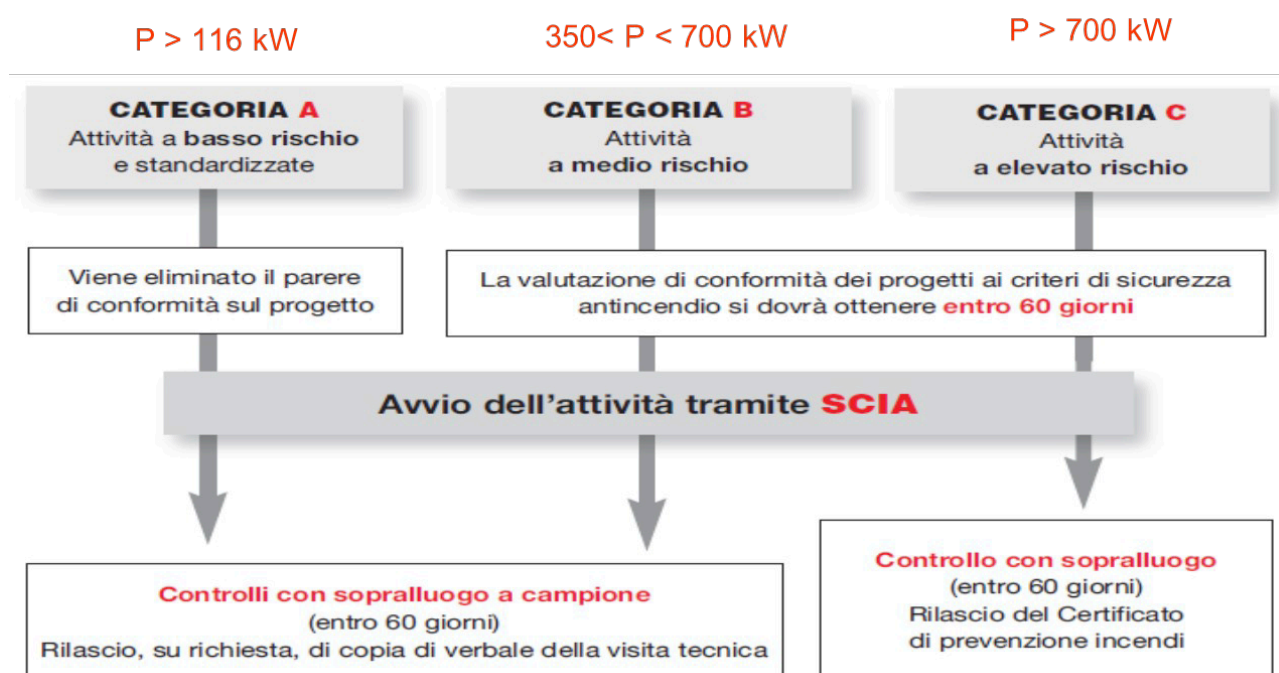 P > 116 kW
350< P < 700 kW
P > 700 kW
CATEGORIA A
Attività a basso rischio
e standardizzate
CATEGORIA B
Attività
a medio rischio
CATEGORIA C
Attività
a elevato rischio
Viene eliminato il parere
di conformità sul progetto
La valutazione di conformità dei progetti ai criteri di sicurezza
antincendio si dovrà ottenere entro 60 giorni
Avvio dell'attività tramite SCIA
Controlli con sopralluogo a campione
(entro 60 giorni)
Rilascio, su richiesta, di copia di verbale della visita tecnica
Controllo con sopralluogo
(entro 60 giorni)
Rilascio del Certificato
di prevenzione incendi